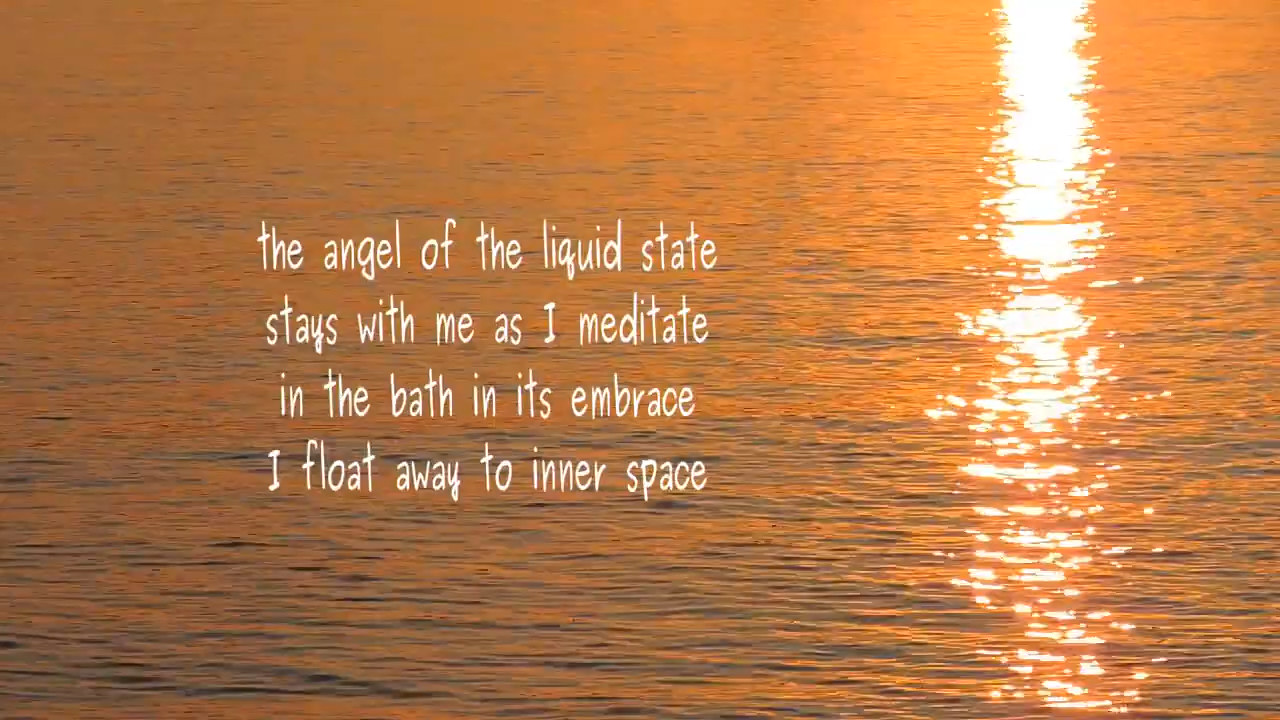 the angel of the liquid state
stays with me as I meditate
in the bath in its embrace
I float away to inner space